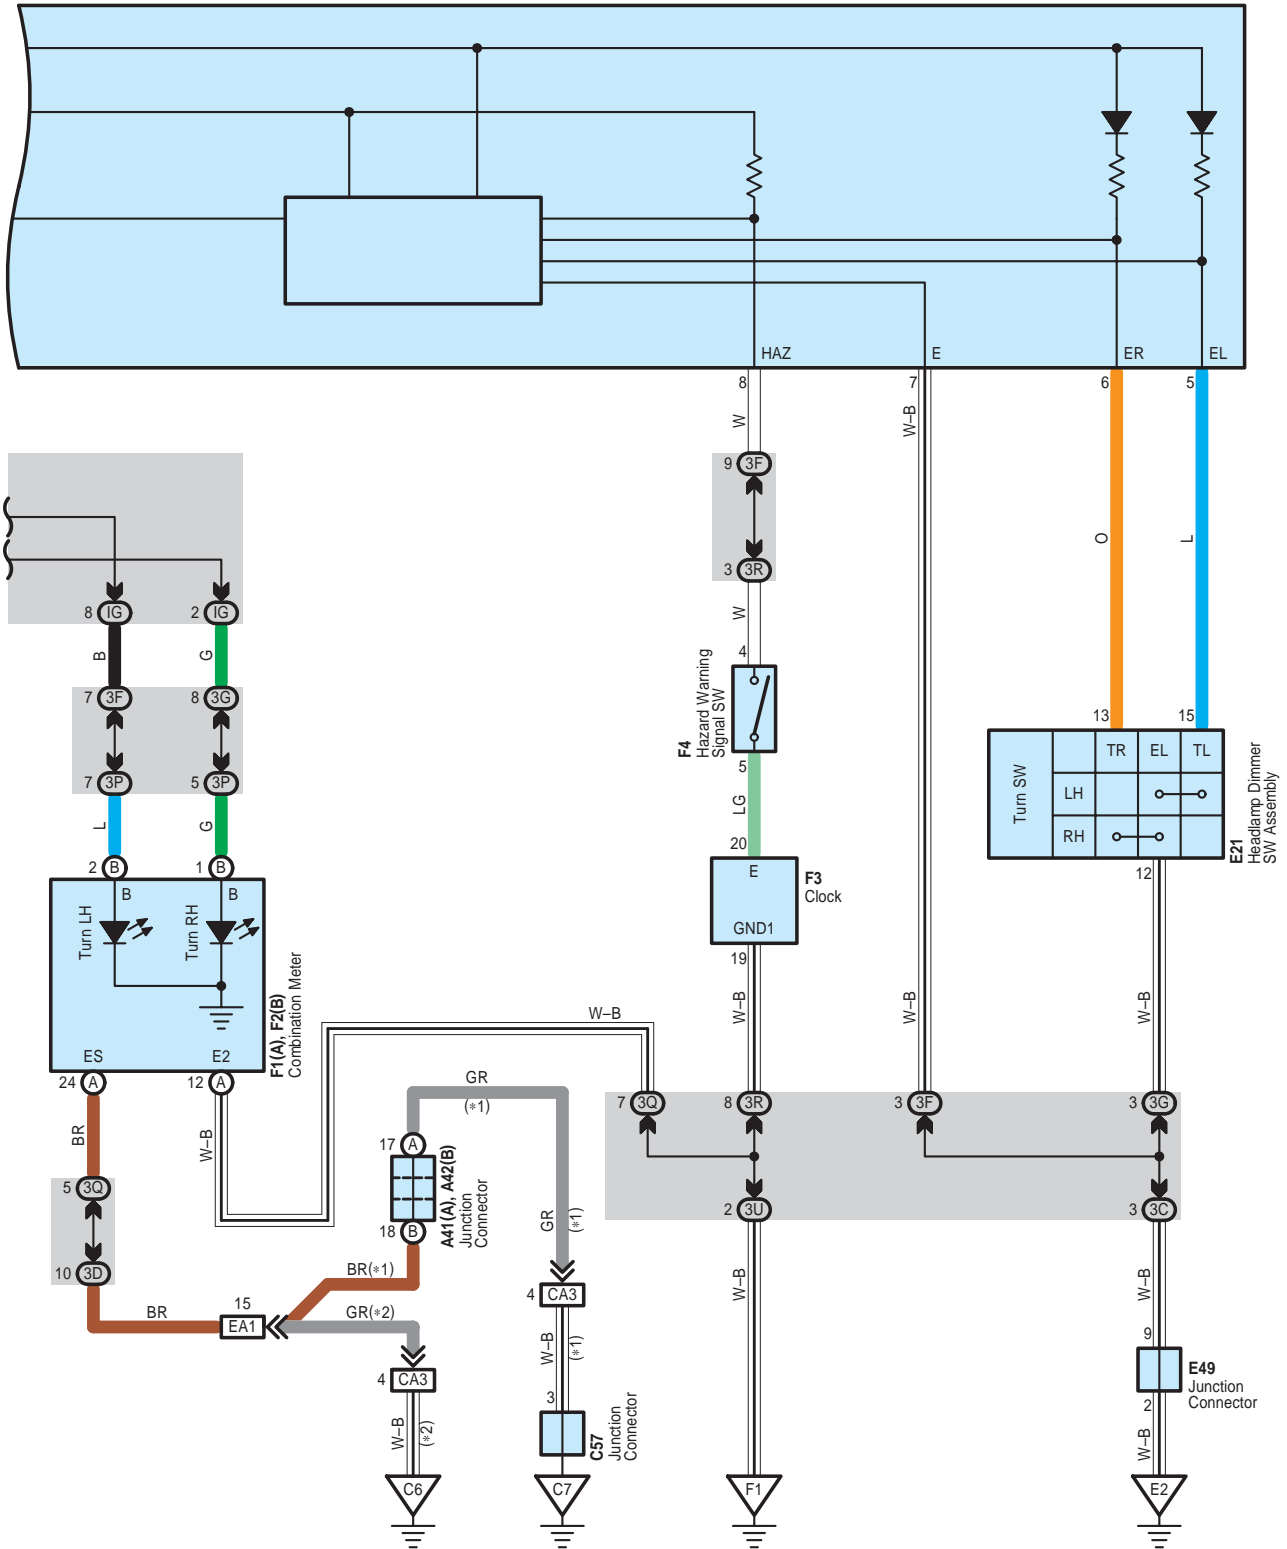 HAZ E ER EL
8 7 6 5
W W–B O L
9 3F
3 3R
W
4
F4
Hazard Warning
Signal SW
5
LG
20
E
GND1
F3
Clock
19
W–B W–B W–B
13 15
Turn SW TR EL TL
LH
RH
E21
Headlamp Dimmer
SW Assembly
12
8 IG 2 IG
B G
7 3F 8 3G
7 3P 5 3P
L G
2 B 1 B
B B
Turn LH Turn RH
F1(A), F2(B)
Combination Meter
ES E2
24 A 12 A
BR W–B
W–B
5 3Q
10 3D
BR
15
EA1
GR
(*1)
17 A
A41(A), A42(B)
Junction
Connector
18 B
BR(*1)
GR(*2)
GR (*1)
4 CA3
4 CA3
W–B (*2)
W–B (*1)
3
C57
Junction
Connector
7 3Q 8 3R 3 3F 3 3G
2 3U 3 3C
W–B W–B
9
E49
Junction
Connector
2
W–B
C6 C7 F1 E2